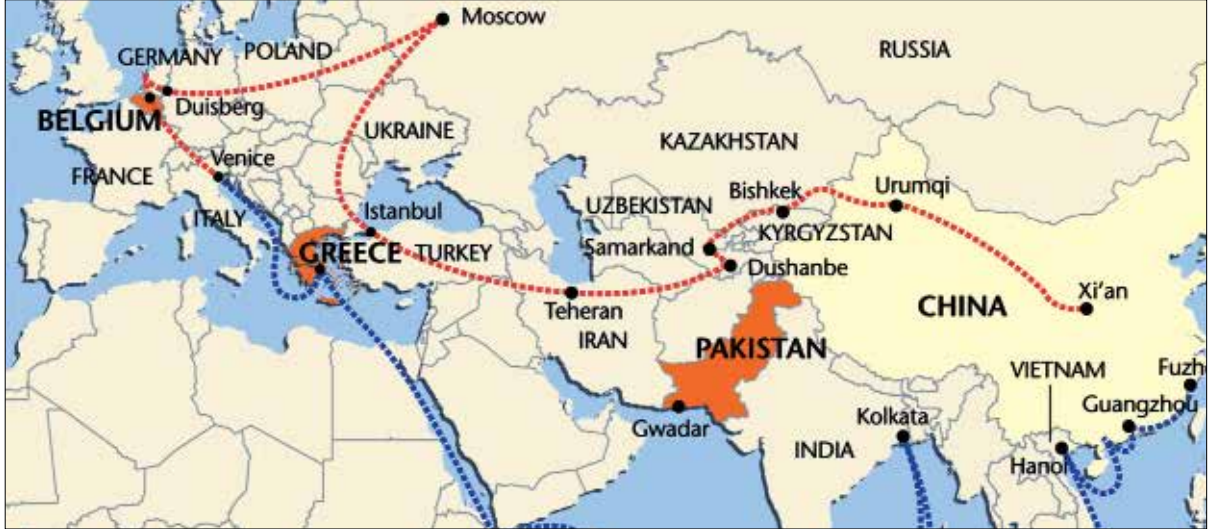 Moscow
RUSSIA
GERMANY
POLAND
Duisberg
BELGIUM
UKRAINE
KAZAKHSTAN
FRANCE
Venice
Bishkek
Urumqi
ITALY
Istanbul
UZBEKISTAN
KYRGYZSTAN
GREECE
TURKEY
Samarkand
Dushanbe
Teheran
Xi'an
CHINA
IRAN
PAKISTAN
VIETNAM
Fuzh
Gwadar
Kolkata
Guangzhou
INDIA
Hanoi